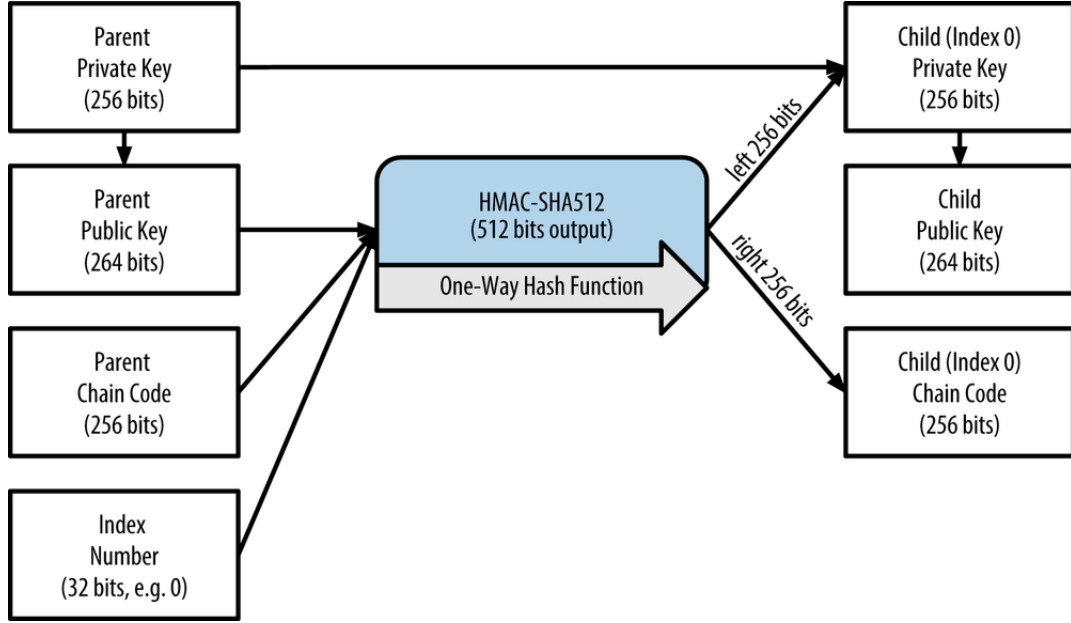 Parent
Private Key
(256 bits)
Parent
Public Key
(264 bits)
Parent
Chain Code
(256 bits)
Index
Number
(32 bits, e.g. 0)
HMAC-SHA512
(512 bits output)
One-Way Hash Function
left 256 bits
right 256 bits
Child (Index 0)
Private Key
(256 bits)
Child
Public Key
(264 bits)
Child (Index 0)
Chain Code
(256 bits)